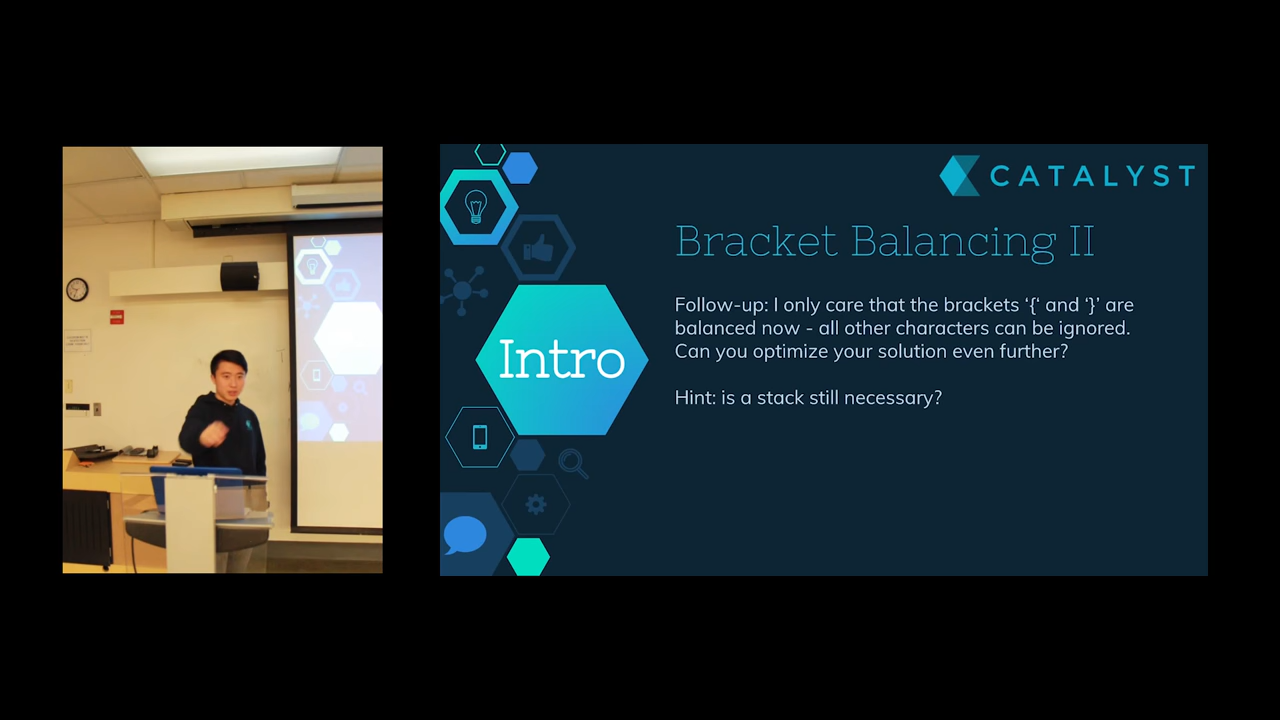 CATALYST
Bracket Balancing II
Follow-up: I only care that the brackets ‘{‘ and ‘}’ are
balanced now - all other characters can be ignored.
Can you optimize your solution even further?
Hint: is a stack still necessary?
Intro